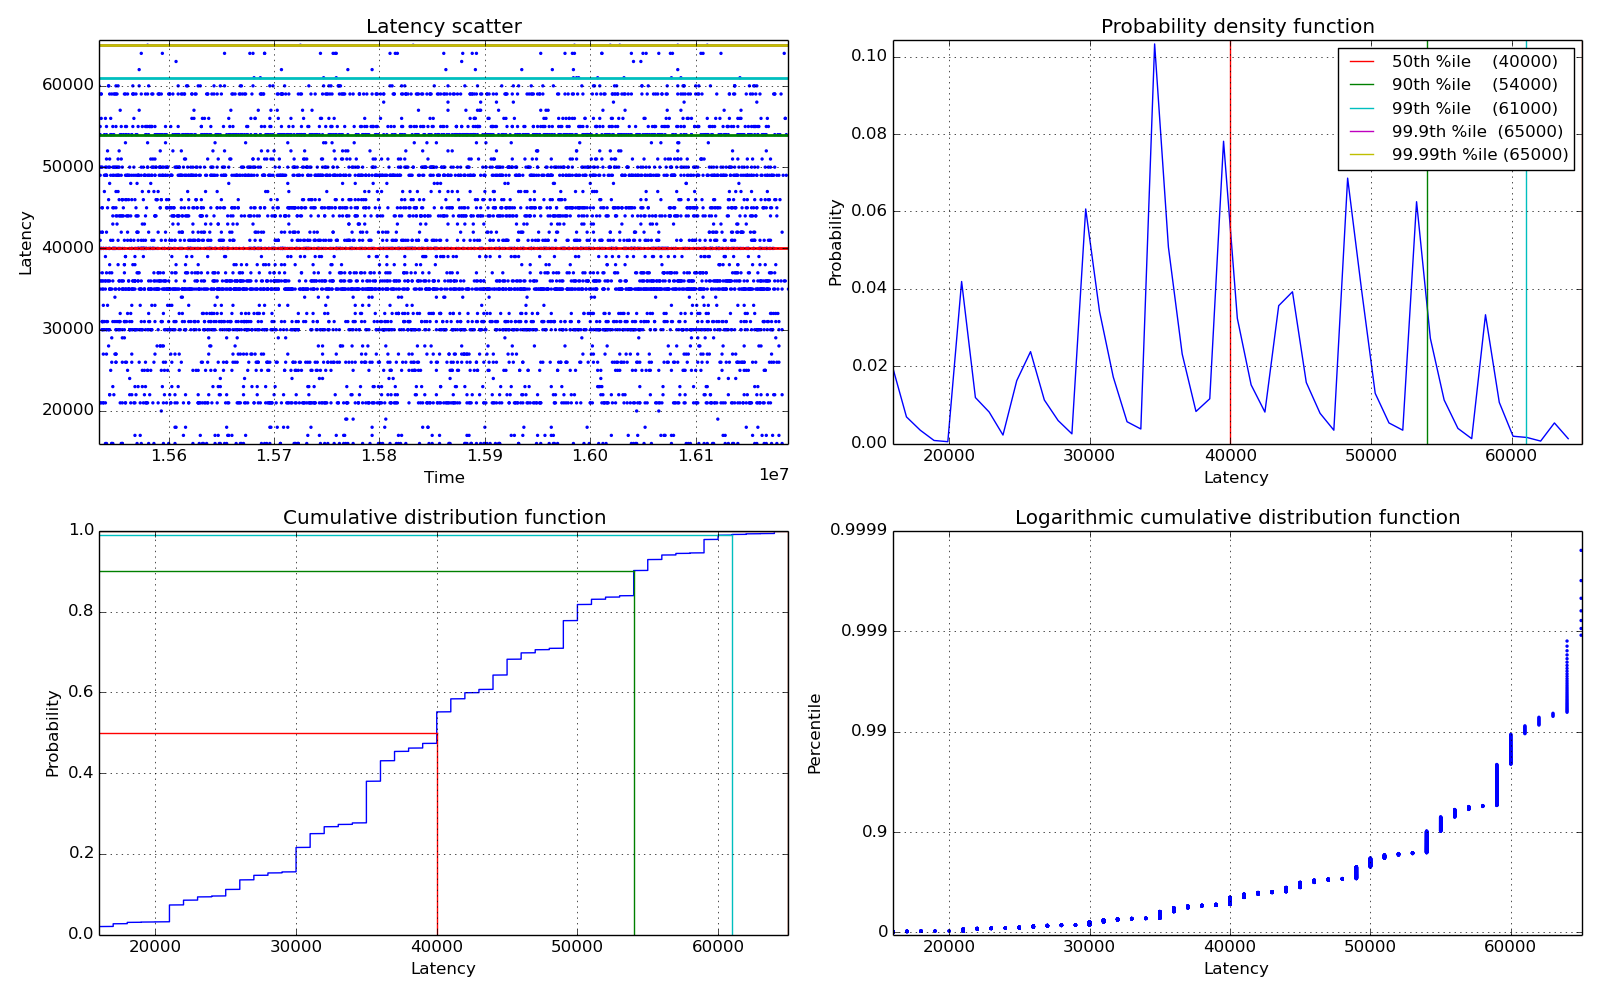 Latency scatter
60000
50000
40000
30000
20000
Latency
1.56 1.57 1.58 1.59 1.60 1.61
1e7
Time
Probability density function
0.10
0.08
0.06
0.04
0.02
0.00
Probability
50th %ile (40000)
90th %ile (54000)
99th %ile (61000)
99.9th %ile (65000)
99.99th %ile (65000)
20000 30000 40000 50000 60000
Latency
Cumulative distribution function
1.0
0.8
0.6
0.4
0.2
0.0
Probability
20000 30000 40000 50000 60000
Latency
Logarithmic cumulative distribution function
0.9999
0.999
0.99
0.9
0
Percentile
20000 30000 40000 50000 60000
Latency